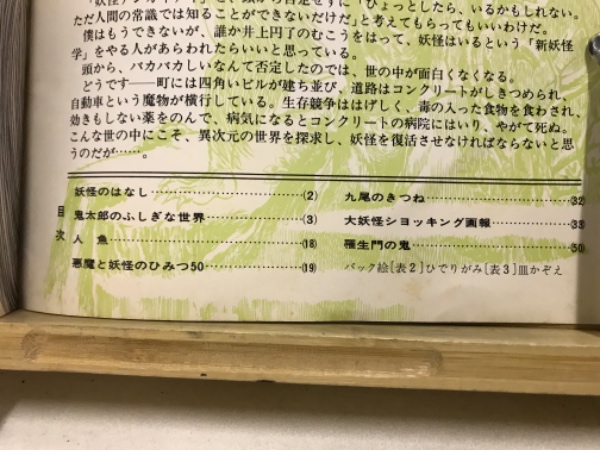 ただ人間の常識では知ることができないだけだ」と考えてもらってもいいわけだ。
僕はもうできないが、誰か井上円了のむこうをはって、妖怪はいるという「新妖怪
学」をやる人があらわれたらいいと思っている。
頭から、バカバカしいなんて否定したのでは、世の中が面白くなくなる。
どうです――町には四角いビルが建ち並び、道路はコンクリートがしきつめられ、
自動車という魔物が横行している。生存競争ははげしく、毒の入った食物を食わされ、
効きもしない薬をのんで、病気になるとコンクリートの病院にはいり、やがて死ぬ。
こんな世の中にこそ、異次元の世界を探求し、妖怪を復活させなければならないと思
うのだが……。
目次
妖怪のはなし…………………(2)
鬼太郎のふしぎな世界…………(3)
人　魚…………………………(18)
悪魔と妖怪のひみつ50…………(19)
九尾のきつね…………………(32)
大妖怪ショッキング画報………(33)
羅生門の鬼……………………(50)
バック絵[表2]ひでりがみ[表3]皿かぞえ